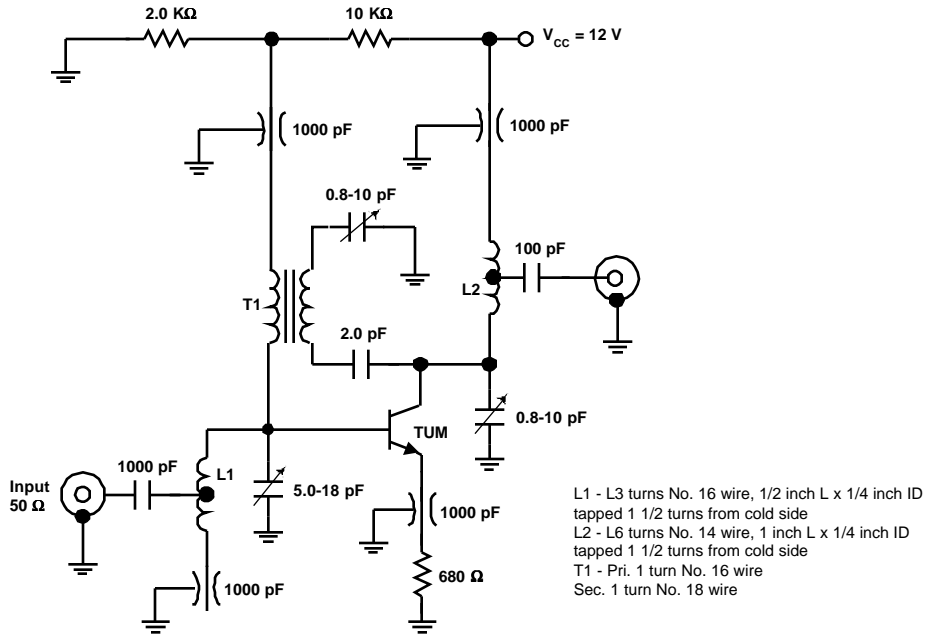 2.0 KΩ
10 KΩ
V_CC = 12 V
1000 pF
1000 pF
0.8-10 pF
100 pF
T1
L2
2.0 pF
0.8-10 pF
TUM
1000 pF
L1
Input
50 Ω
5.0-18 pF
1000 pF
680 Ω
1000 pF
L1 - L3 turns No. 16 wire, 1/2 inch L x 1/4 inch ID
tapped 1 1/2 turns from cold side
L2 - L6 turns No. 14 wire, 1 inch L x 1/4 inch ID
tapped 1 1/2 turns from cold side
T1 - Pri. 1 turn No. 16 wire
Sec. 1 turn No. 18 wire